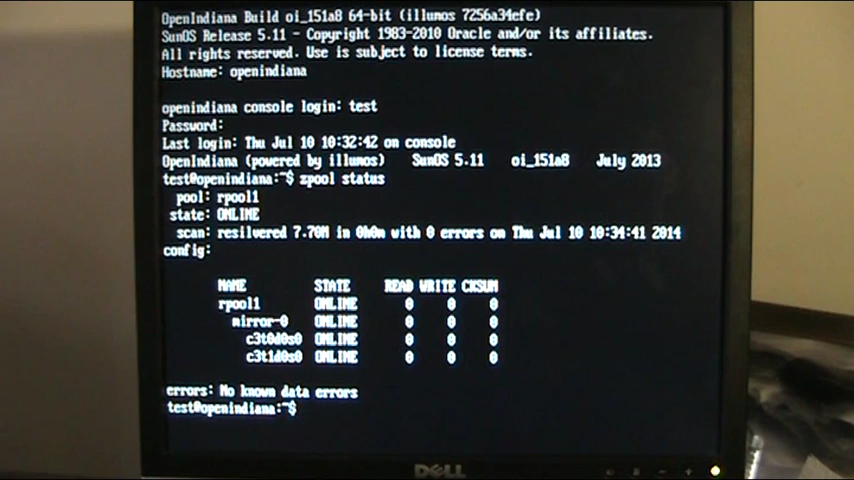 OpenIndiana Build oi_151a8 64-bit (illumos 7256a34efe)
SunOS Release 5.11 - Copyright 1983-2010 Oracle and/or its affiliates.
All rights reserved. Use is subject to license terms.
Hostname: openindiana
openindiana console login: test
Password:
Last login: Thu Jul 10 10:32:42 on console
OpenIndiana (powered by illumos) SunOS 5.11 oi_151a8 July 2013
test@openindiana:~$ zpool status
pool: rpool1
state: ONLINE
scan: resilvered 7.70M in 0h0m with 0 errors on Thu Jul 10 10:34:41 2014
config:
NAME STATE READ WRITE CKSUM
rpool1 ONLINE 0 0 0
mirror-0 ONLINE 0 0 0
c3t0d0s0 ONLINE 0 0 0
c3t1d0s0 ONLINE 0 0 0
errors: No known data errors
test@openindiana:~$
DELL